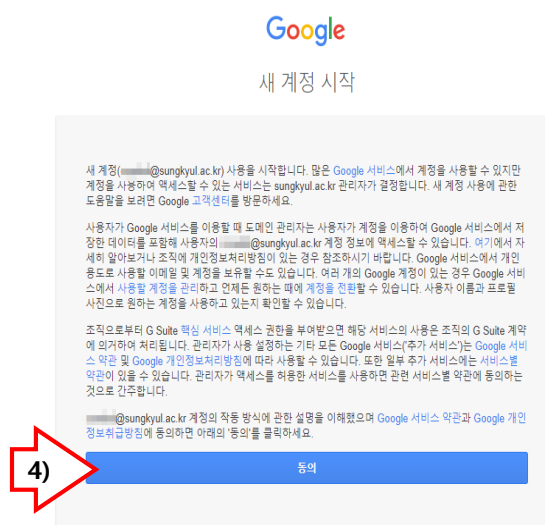 Google
새 계정 시작
새 계정( @sungkyul.ac.kr) 사용을 시작합니다. 많은 Google 서비스에서 계정을 사용할 수 있지만
계정을 사용하여 액세스할 수 있는 서비스는 sungkyul.ac.kr 관리자가 결정합니다. 새 계정 사용에 관한
도움말을 보려면 Google 고객센터를 방문하세요.
사용자가 Google 서비스를 이용할 때 도메인 관리자는 사용자가 계정을 이용하여 Google 서비스에서 저
장한 데이터를 포함해 사용자의 @sungkyul.ac.kr 계정 정보에 액세스할 수 있습니다. 여기에서 자
세히 알아보거나 조직에 개인정보처리방침이 있는 경우 참조하시기 바랍니다. Google 서비스에서 개인
용도로 사용할 이메일 및 계정을 보유할 수도 있습니다. 여러 개의 Google 계정이 있는 경우 Google 서비
스에서 사용할 계정을 관리하고 언제든 원하는 때에 계정을 전환할 수 있습니다. 사용자 이름과 프로필
사진으로 원하는 계정을 사용하고 있는지 확인할 수 있습니다.
조직으로부터 G Suite 핵심 서비스 액세스 권한을 부여받으면 해당 서비스의 사용은 조직의 G Suite 계약
에 의거하여 처리됩니다. 관리자가 사용 설정하는 기타 모든 Google 서비스('추가 서비스')는 Google 서비
스 약관 및 Google 개인정보처리방침에 따라 사용할 수 있습니다. 또한 일부 추가 서비스에는 서비스별
약관이 있을 수 있습니다. 관리자가 액세스를 허용한 서비스를 사용하면 관련 서비스별 약관에 동의하는
것으로 간주합니다.
@sungkyul.ac.kr 계정의 작동 방식에 관한 설명을 이해했으며 Google 서비스 약관과 Google 개인
정보취급방침에 동의하면 아래의 '동의'를 클릭하세요.
4)
동의